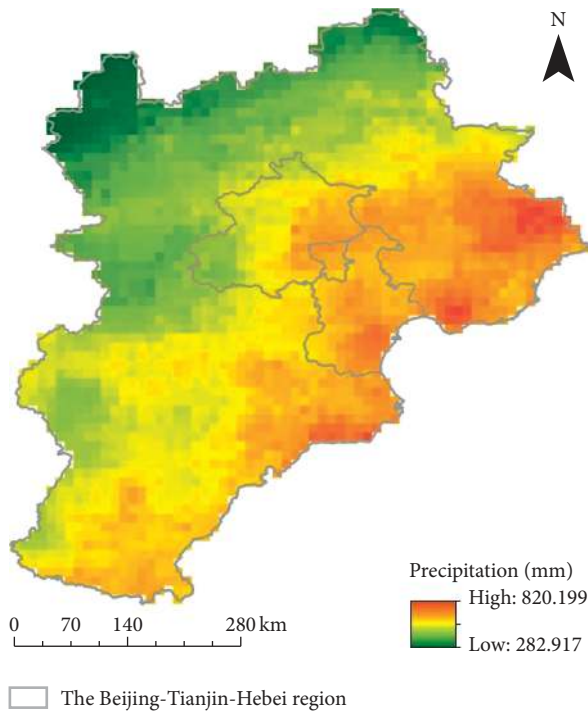 N
Precipitation (mm)
High: 820.199
Low: 282.917
0 70 140 280 km
The Beijing-Tianjin-Hebei region